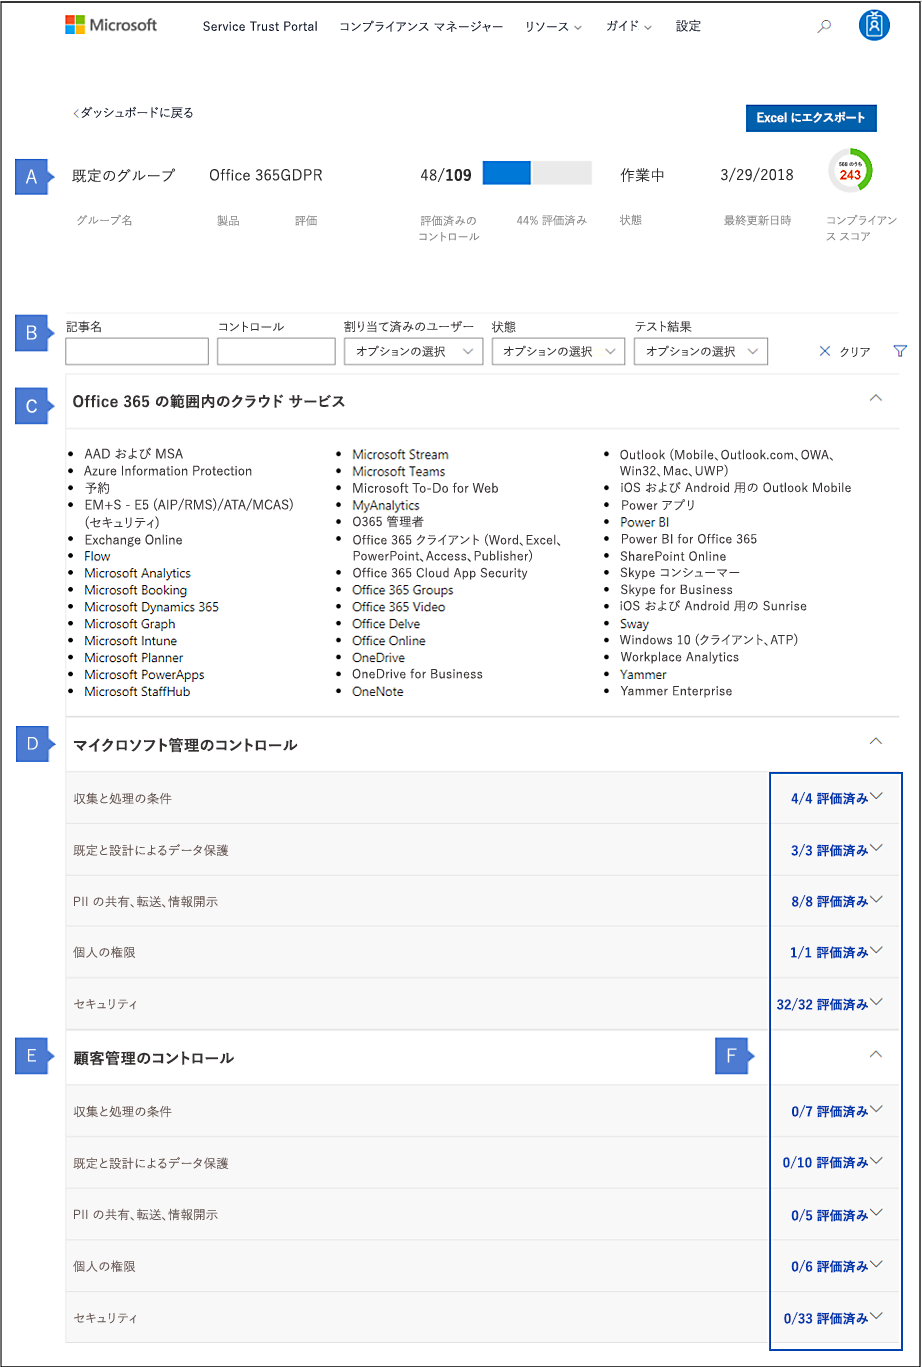 Microsoft
Service Trust Portal コンプライアンス マネージャー リソース ガイド 設定
ダッシュボードに戻る
Excel にエクスポート
A
既定のグループ Office 365GDPR 48/109 作業中 3/29/2018
568 のうち
243
グループ名 製品 評価 評価済みの 44% 評価済み 状態 最終更新日時 コンプライアン
コントロール ス スコア
B
記事名 コントロール 割り当て済みのユーザー 状態 テスト結果
オプションの選択 オプションの選択 オプションの選択 クリア
C
Office 365 の範囲内のクラウド サービス
AAD および MSA
Azure Information Protection
予約
EM+S - E5 (AIP/RMS)/ATA/MCAS)
(セキュリティ)
Exchange Online
Flow
Microsoft Analytics
Microsoft Booking
Microsoft Dynamics 365
Microsoft Graph
Microsoft Intune
Microsoft Planner
Microsoft PowerApps
Microsoft StaffHub
Microsoft Stream
Microsoft Teams
Microsoft To-Do for Web
MyAnalytics
O365 管理者
Office 365 クライアント (Word、Excel、
PowerPoint、Access、Publisher)
Office 365 Cloud App Security
Office 365 Groups
Office 365 Video
Office Delve
Office Online
OneDrive
OneDrive for Business
OneNote
Outlook (Mobile、Outlook.com、OWA、
Win32、Mac、UWP)
iOS および Android 用の Outlook Mobile
Power アプリ
Power BI
Power BI for Office 365
SharePoint Online
Skype コンシューマー
Skype for Business
iOS および Android 用の Sunrise
Sway
Windows 10 (クライアント、ATP)
Workplace Analytics
Yammer
Yammer Enterprise
D
マイクロソフト管理のコントロール
収集と処理の条件 4/4 評価済み
既定と設計によるデータ保護 3/3 評価済み
PII の共有、転送、情報開示 8/8 評価済み
個人の権限 1/1 評価済み
セキュリティ 32/32 評価済み
E
顧客管理のコントロール
F
収集と処理の条件 0/7 評価済み
既定と設計によるデータ保護 0/10 評価済み
PII の共有、転送、情報開示 0/5 評価済み
個人の権限 0/6 評価済み
セキュリティ 0/33 評価済み